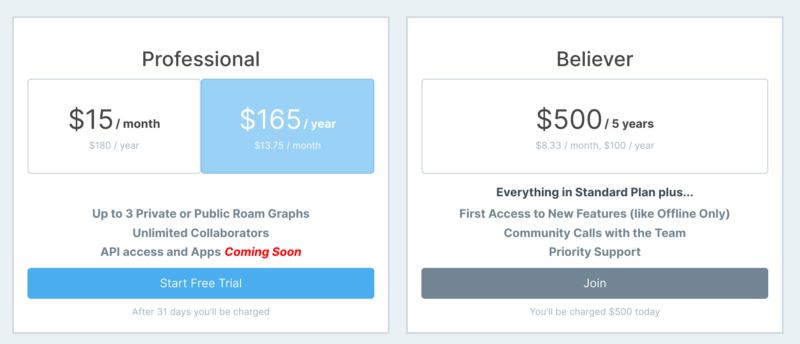 Professional
$15 / month
$180 / year
$165 / year
$13.75 / month
Up to 3 Private or Public Roam Graphs
Unlimited Collaborators
API access and Apps Coming Soon
Start Free Trial
After 31 days you'll be charged
Believer
$500 / 5 years
$8.33 / month, $100 / year
Everything in Standard Plan plus...
First Access to New Features (like Offline Only)
Community Calls with the Team
Priority Support
Join
You'll be charged $500 today